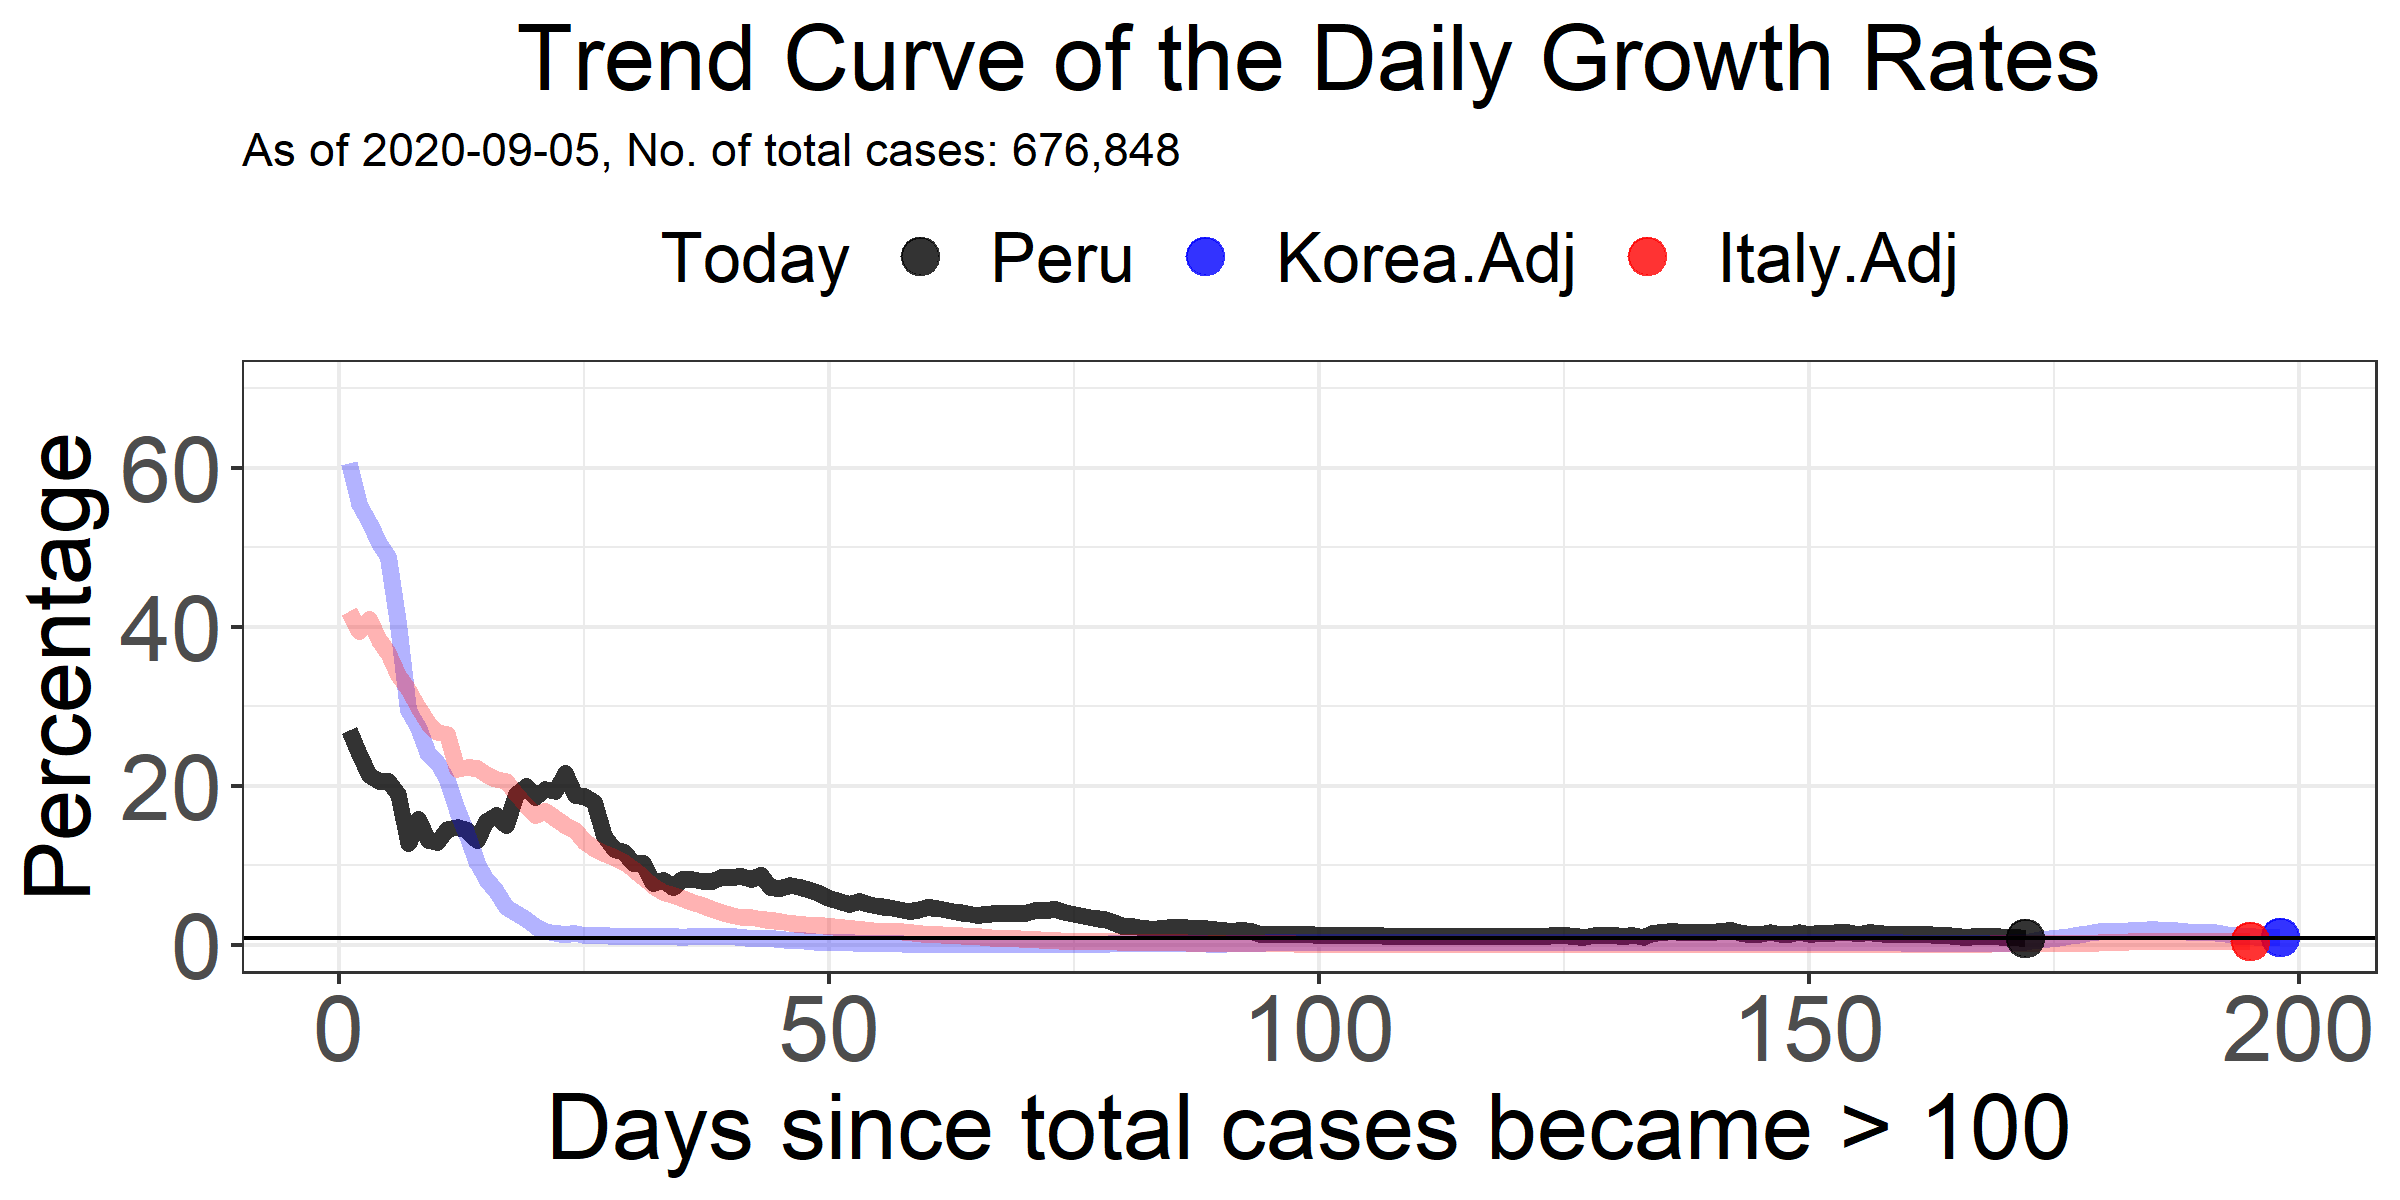 Trend Curve of the Daily Growth Rates
As of 2020-09-05, No. of total cases: 676,848
Today Peru Korea.Adj Italy.Adj
Percentage
60
40
20
0
0 50 100 150 200
Days since total cases became > 100